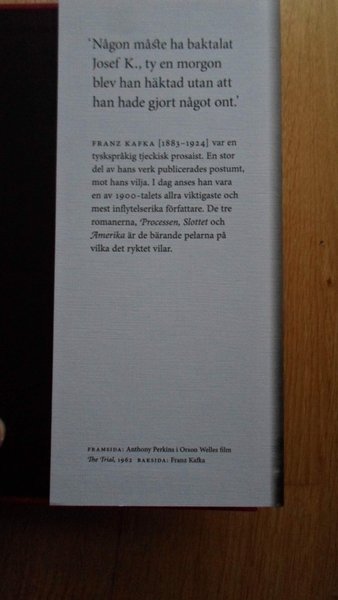 'Någon måste ha baktalat
Josef K., ty en morgon
blev han häktad utan att
han hade gjort något ont.'
FRANZ KAFKA [1883–1924] var en
tyskspråkig tjeckisk prosaist. En stor
del av hans verk publicerades postumt,
mot hans vilja. I dag anses han vara
en av 1900-talets allra viktigaste och
mest inflytelserika författare. De tre
romanerna, Processen, Slottet och
Amerika är de bärande pelarna på
vilka det ryktet vilar.
FRAMSIDA: Anthony Perkins i Orson Welles film
The Trial, 1962 BAKSIDA: Franz Kafka